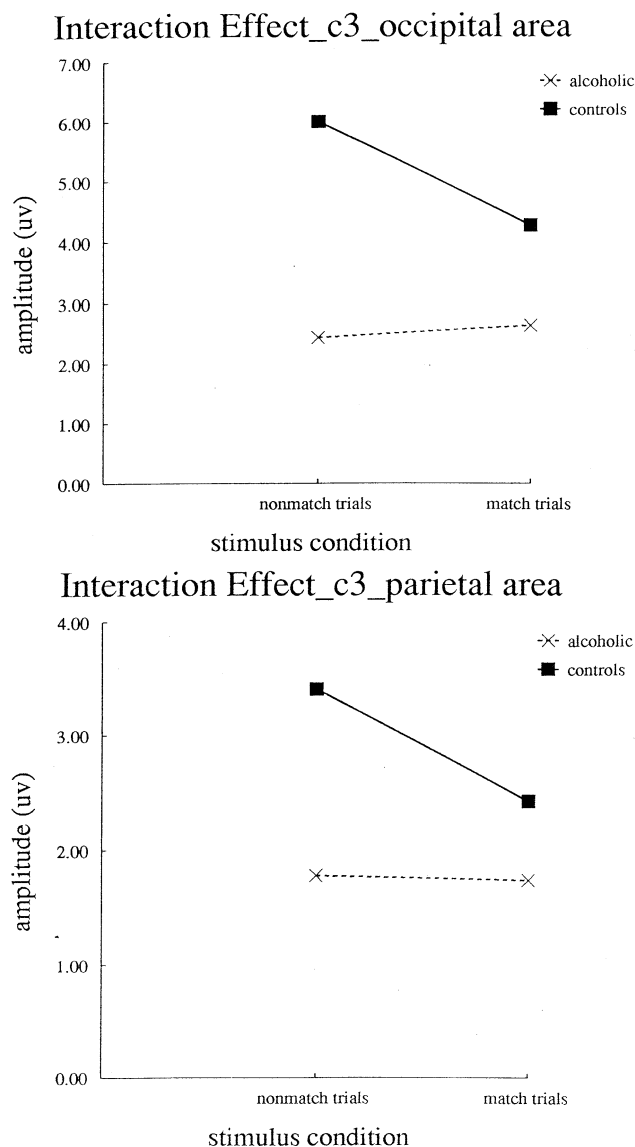 Interaction Effect_c3_occipital area
7.00
alcoholic
controls
6.00
5.00
4.00
3.00
2.00
1.00
0.00
amplitude (uv)
nonmatch trials match trials
stimulus condition
Interaction Effect_c3_parietal area
4.00
alcoholic
controls
3.00
2.00
1.00
0.00
amplitude (uv)
nonmatch trials match trials
stimulus condition